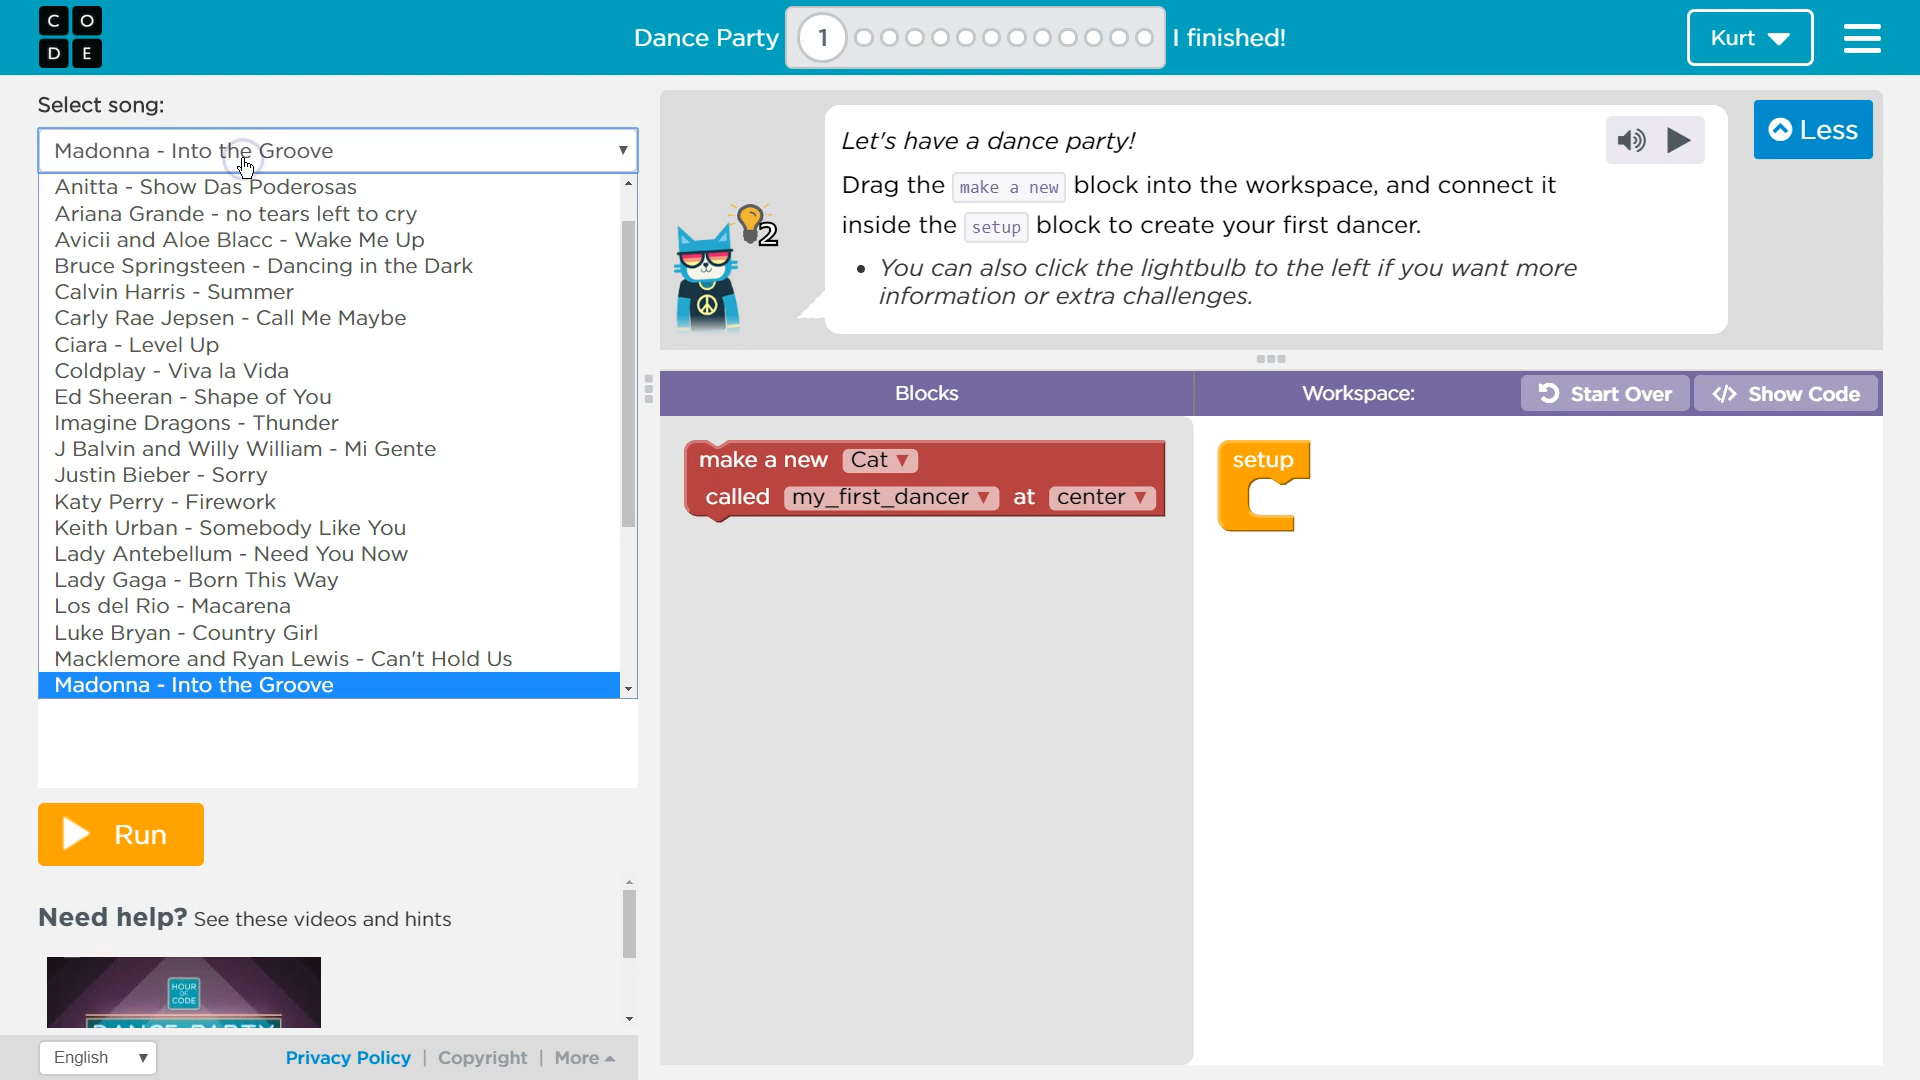 C O
D E
Dance Party 1 I finished!
Kurt
Select song:
Madonna - Into the Groove
Anitta - Show Das Poderosas
Ariana Grande - no tears left to cry
Avicii and Aloe Blacc - Wake Me Up
Bruce Springsteen - Dancing in the Dark
Calvin Harris - Summer
Carly Rae Jepsen - Call Me Maybe
Ciara - Level Up
Coldplay - Viva la Vida
Ed Sheeran - Shape of You
Imagine Dragons - Thunder
J Balvin and Willy William - Mi Gente
Justin Bieber - Sorry
Katy Perry - Firework
Keith Urban - Somebody Like You
Lady Antebellum - Need You Now
Lady Gaga - Born This Way
Los del Rio - Macarena
Luke Bryan - Country Girl
Macklemore and Ryan Lewis - Can't Hold Us
Madonna - Into the Groove
Run
Need help? See these videos and hints
HOUR
OF
CODE
DANCE PARTY
English
Privacy Policy | Copyright | More
2
Let's have a dance party!
Drag the make a new block into the workspace, and connect it
inside the setup block to create your first dancer.
• You can also click the lightbulb to the left if you want more
information or extra challenges.
Less
Blocks
Workspace:
Start Over
</> Show Code
make a new Cat
called my_first_dancer at center
setup